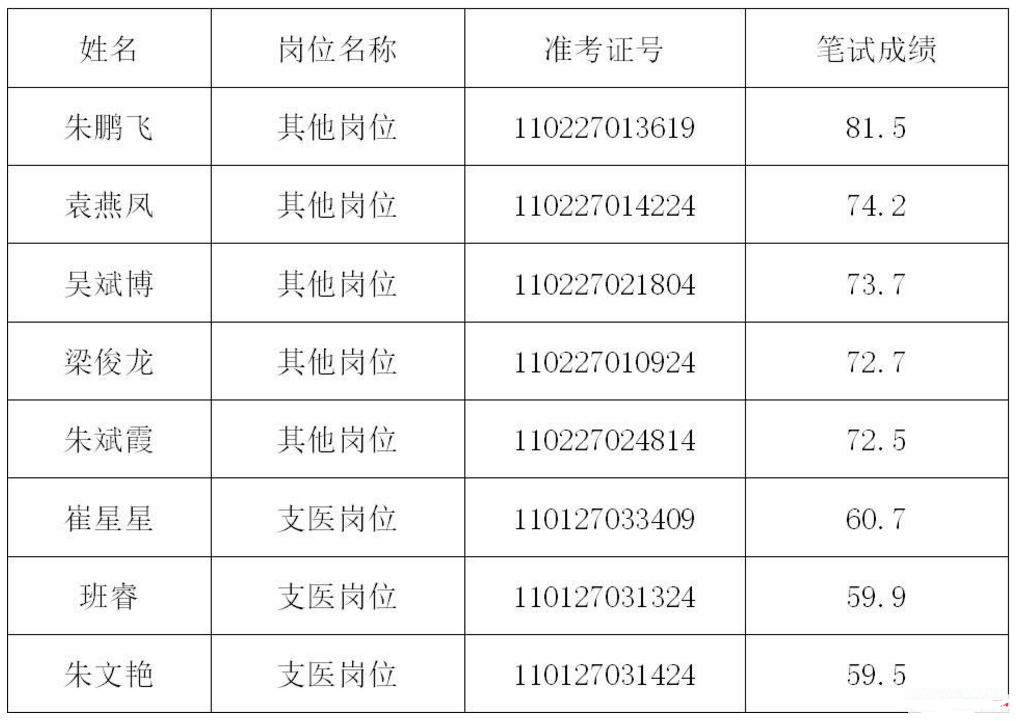 姓名 岗位名称 准考证号 笔试成绩
朱鹏飞 其他岗位 110227013619 81.5
袁燕凤 其他岗位 110227014224 74.2
吴斌博 其他岗位 110227021804 73.7
梁俊龙 其他岗位 110227010924 72.7
朱斌霞 其他岗位 110227024814 72.5
崔星星 支医岗位 110127033409 60.7
班睿 支医岗位 110127031324 59.9
朱文艳 支医岗位 110127031424 59.5